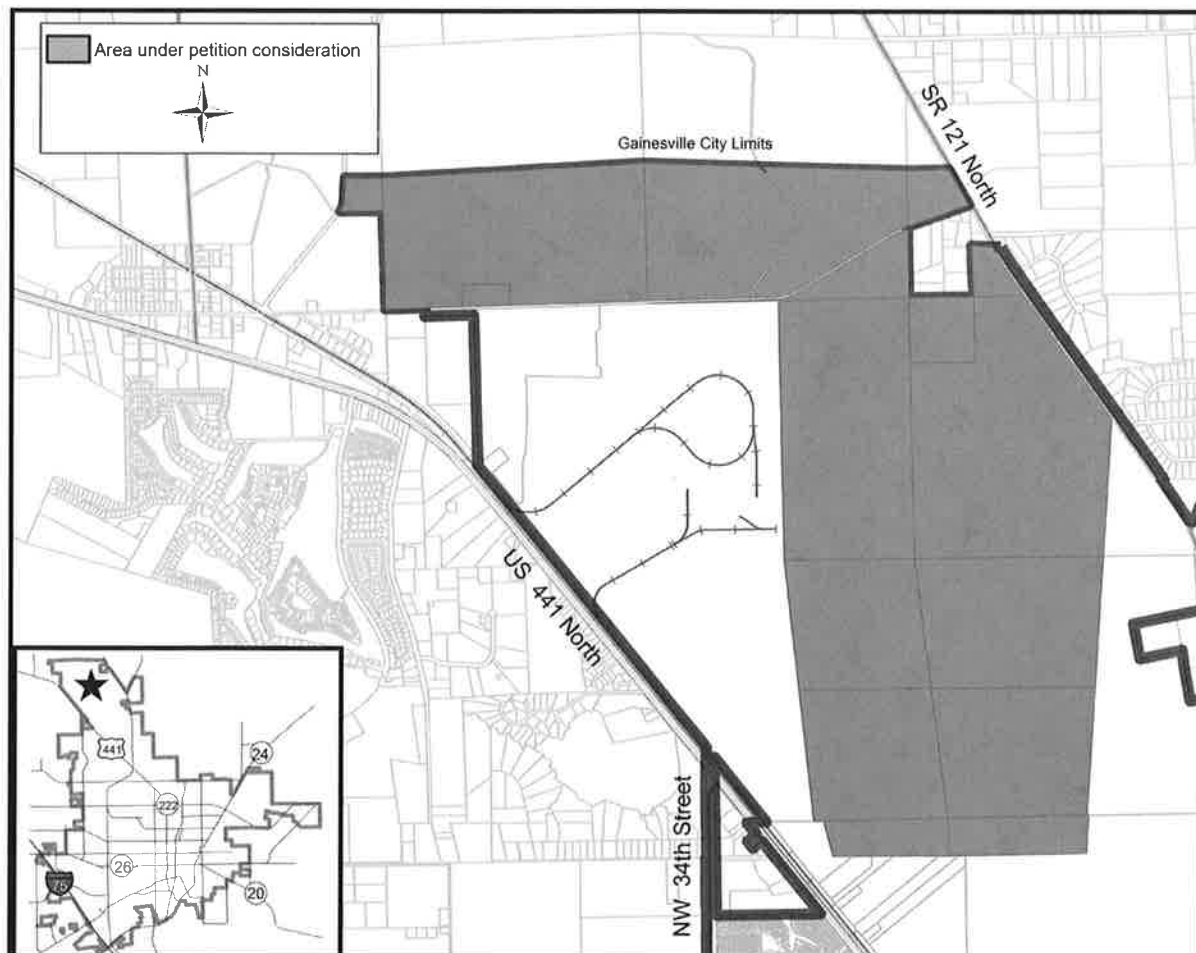 Area under petition consideration
N
Gainesville City Limits
SR 121 North
US 441 North
NW 34th Street
441
24
222
26
75
20